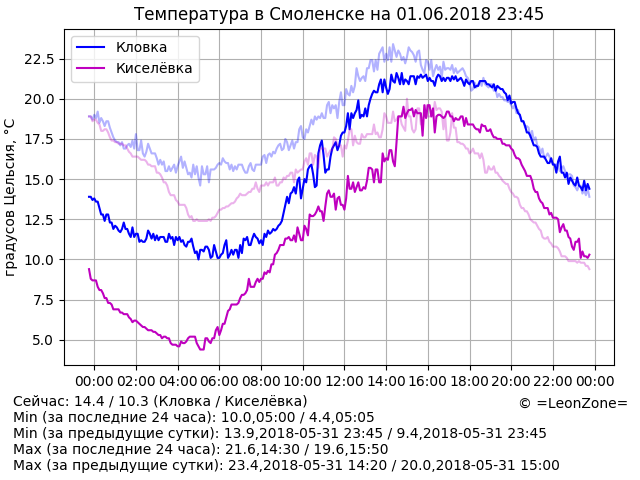 Температура в Смоленске на 01.06.2018 23:45
Кловка
Киселёвка
градусов Цельсия, °C
22.5
20.0
17.5
15.0
12.5
10.0
7.5
5.0
00:00 02:00 04:00 06:00 08:00 10:00 12:00 14:00 16:00 18:00 20:00 22:00 00:00
Сейчас: 14.4 / 10.3 (Кловка / Киселёвка)
© =LeonZone=
Min (за последние 24 часа): 10.0,05:00 / 4.4,05:05
Min (за предыдущие сутки): 13.9,2018-05-31 23:45 / 9.4,2018-05-31 23:45
Max (за последние 24 часа): 21.6,14:30 / 19.6,15:50
Max (за предыдущие сутки): 23.4,2018-05-31 14:20 / 20.0,2018-05-31 15:00